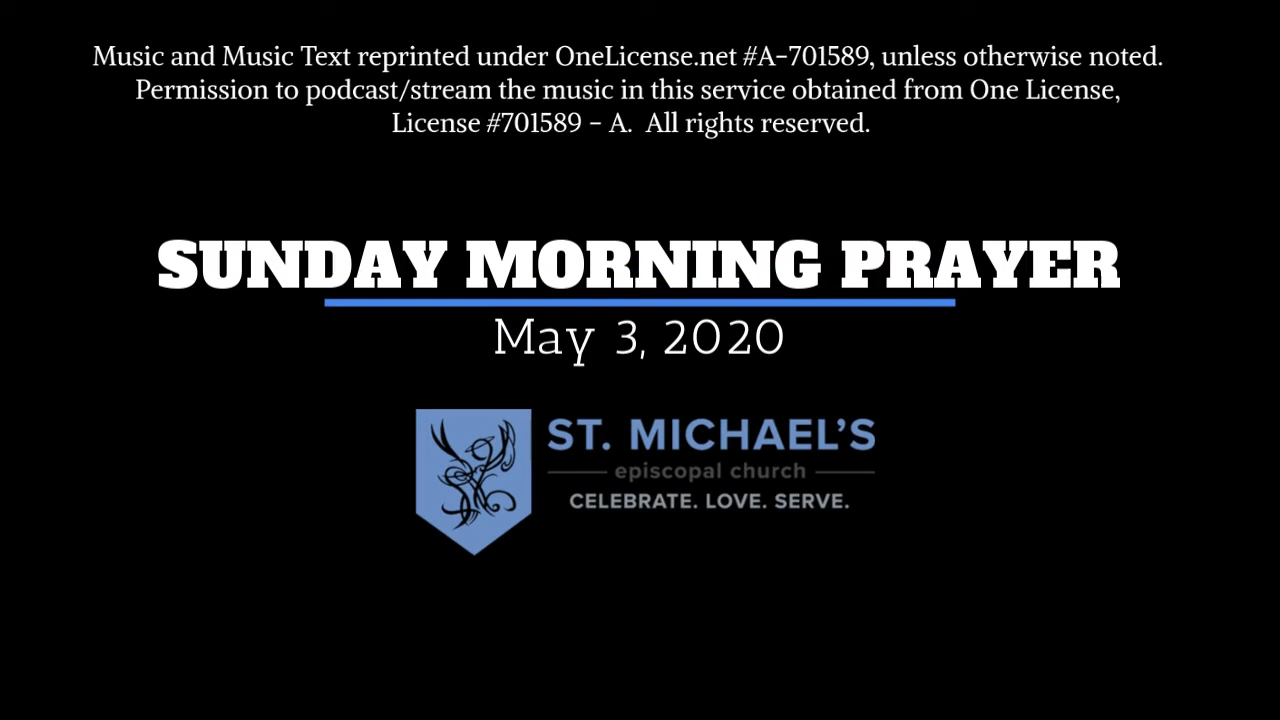 Music and Music Text reprinted under OneLicense.net #A-701589, unless otherwise noted.
Permission to podcast/stream the music in this service obtained from One License,
License #701589 - A.  All rights reserved.
SUNDAY MORNING PRAYER
May 3, 2020
ST. MICHAEL'S
episcopal church
CELEBRATE. LOVE. SERVE.